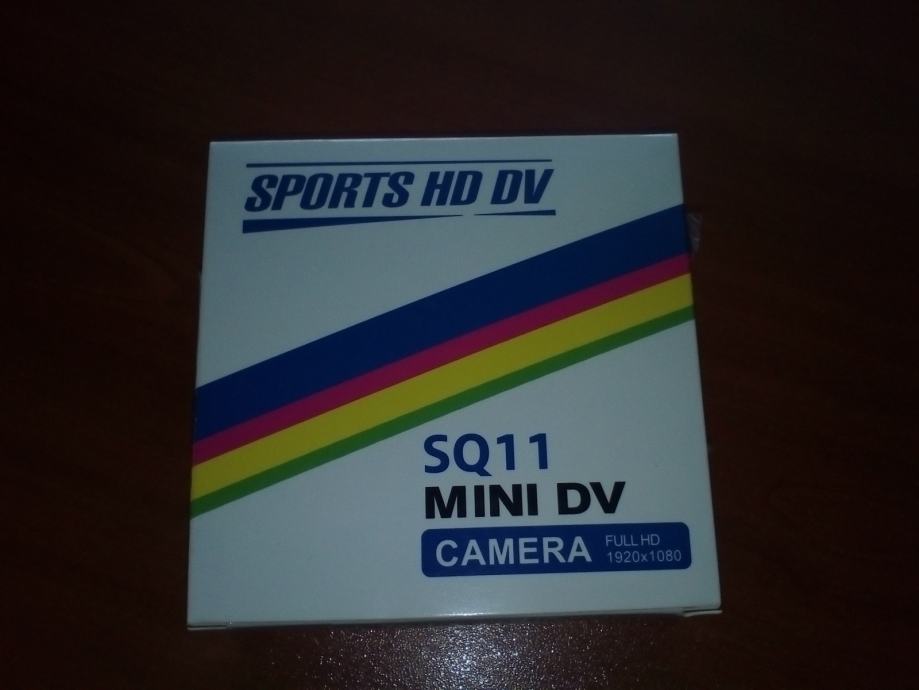 SPORTS HD DV
SQ11
MINI DV
CAMERA FULL HD
1920x1080